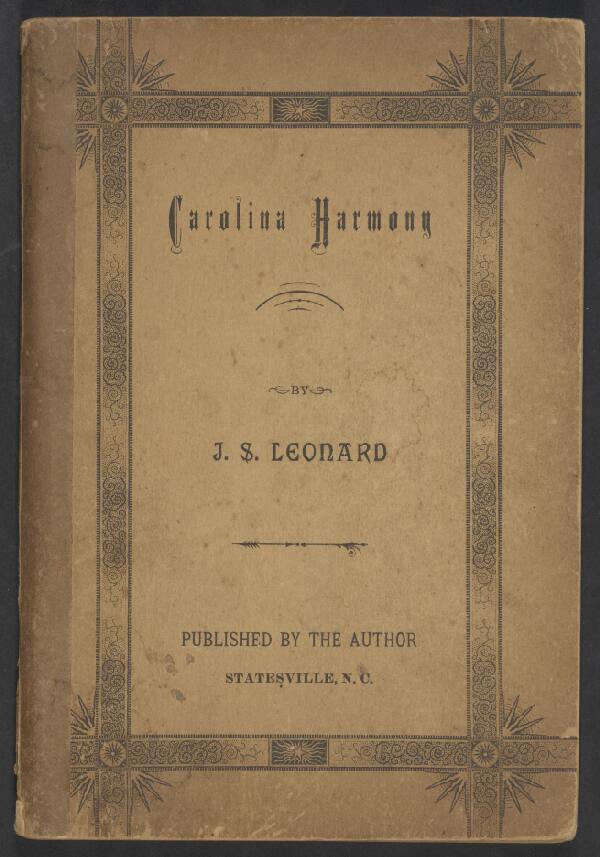 Carolina Harmony
BY
J. S. LEONARD
PUBLISHED BY THE AUTHOR
STATESVILLE, N. C.